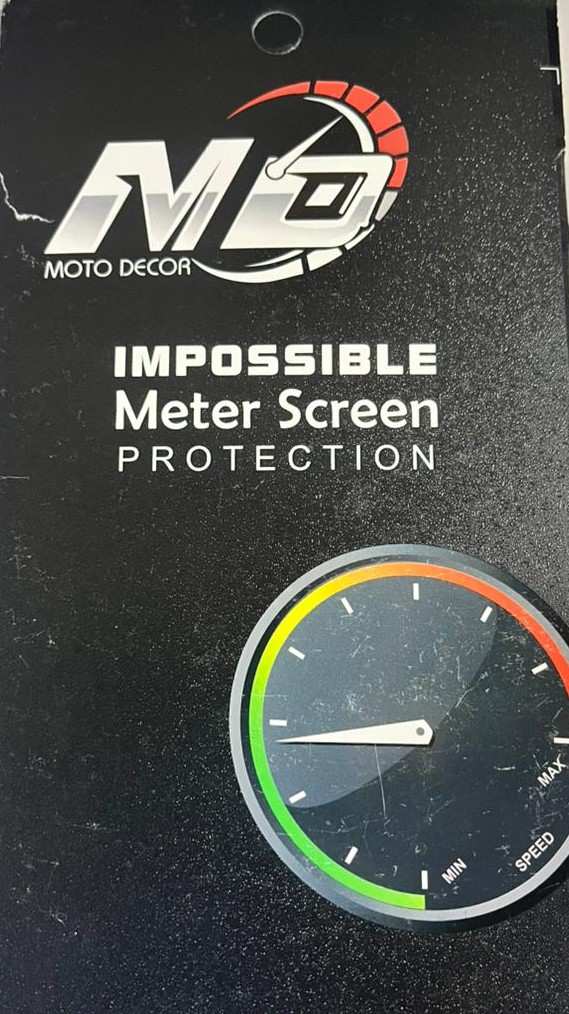 MD
MOTO DECOR
IMPOSSIBLE
Meter Screen
PROTECTION
MAX
SPEED
MIN